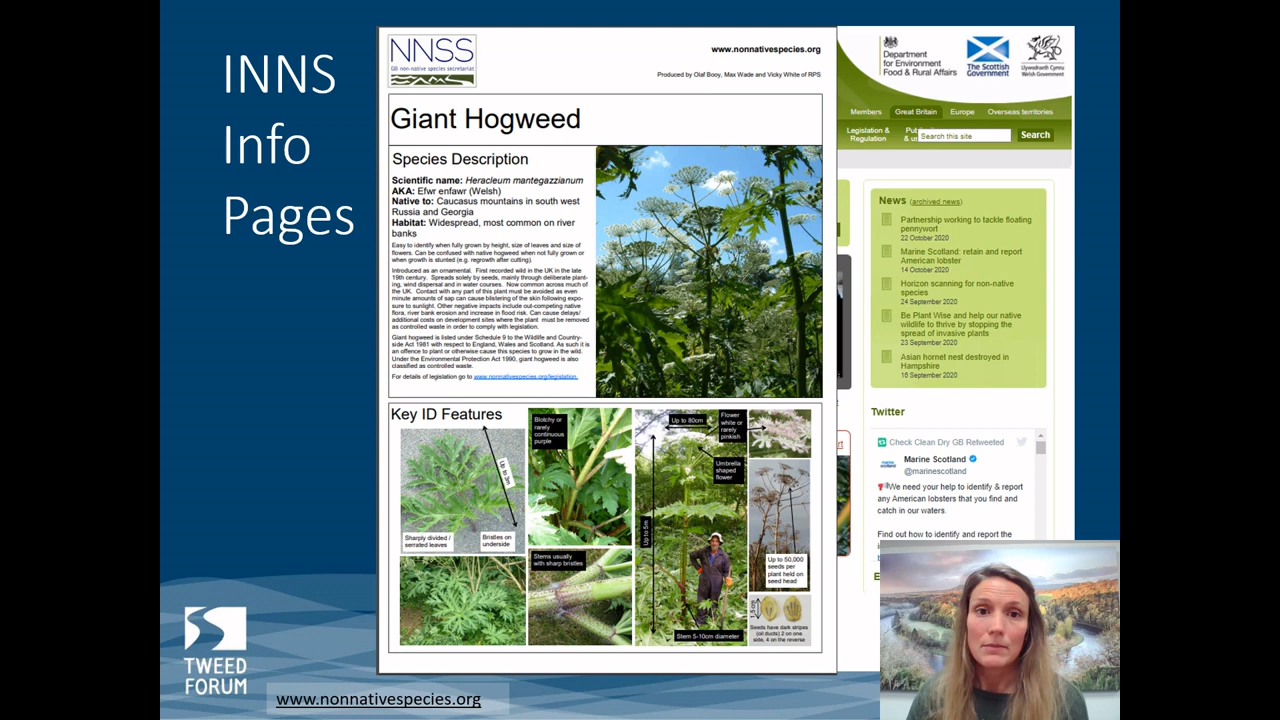 INNS
Info
Pages
NNSS
GB non-native species secretariat
www.nonnativespecies.org
Produced by Olaf Booy, Max Wade and Vicky White of RPS
Giant Hogweed
Species Description
Scientific name: Heracleum mantegazzianum
AKA: Efwr enfawr (Welsh)
Native to: Caucasus mountains in south west
Russia and Georgia
Habitat: Widespread, most common on river
banks
Easy to identify when fully grown by height, size of leaves and size of
flowers. Can be confused with native hogweed when not fully grown or
when growth is stunted (e.g. regrowth after cutting).
Introduced as an ornamental. First recorded wild in the UK in the late
19th century. Spreads solely by seeds, mainly through deliberate plant-
ing, wind dispersal and in water courses. Now common across much of
the UK. Contact with any part of this plant must be avoided as even
minute amounts of sap can cause blistering of the skin following expo-
sure to sunlight. Other negative impacts include out-competing native
flora, river bank erosion and increase in flood risk. Can cause delays/
additional costs on development sites where the plant must be removed
as controlled waste in order to comply with legislation.
Giant hogweed is listed under Schedule 9 to the Wildlife and Country-
side Act 1981 with respect to England, Wales and Scotland. As such it is
an offence to plant or otherwise cause this species to grow in the wild.
Under the Environmental Protection Act 1990, giant hogweed is also
classified as controlled waste.
For details of legislation go to www.nonnativespecies.org/legislation.
Key ID Features
Up to 3m
Sharply divided /
serrated leaves
Bristles on
underside
Blotchy or
rarely
continuous
purple
Stems usually
with sharp bristles
Up to 80cm
Flower
white or
rarely
pinkish
Umbrella
shaped
flower
Up to 5m
Stem 5-10cm diameter
Up to 50,000
seeds per
plant held on
seed head
1.5cm
Seeds have dark stripes
(oil ducts) 2 on one
side, 4 on the reverse
Department
for Environment
Food & Rural Affairs
The Scottish
Government
Llywodraeth Cymru
Welsh Government
Members Great Britain Europe Overseas territories
Legislation &
Regulation
& u
Search this site
Search
News (archived news)
Partnership working to tackle floating
pennywort
22 October 2020
Marine Scotland: retain and report
American lobster
14 October 2020
Horizon scanning for non-native
species
24 September 2020
Be Plant Wise and help our native
wildlife to thrive by stopping the
spread of invasive plants
23 September 2020
Asian hornet nest destroyed in
Hampshire
16 September 2020
Twitter
Check Clean Dry GB Retweeted
Marine Scotland
@marinescotland
We need your help to identify & report
any American lobsters that you find and
catch in our waters.
Find out how to identify and report the
TWEED
FORUM
www.nonnativespecies.org